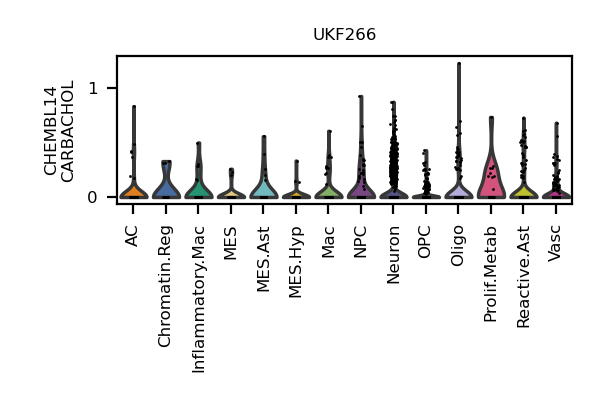 UKF266
CHEMBL14
CARBACHOL
1
0
AC
Chromatin.Reg
Inflammatory.Mac
MES
MES.Ast
MES.Hyp
Mac
NPC
Neuron
OPC
Oligo
Prolif.Metab
Reactive.Ast
Vasc